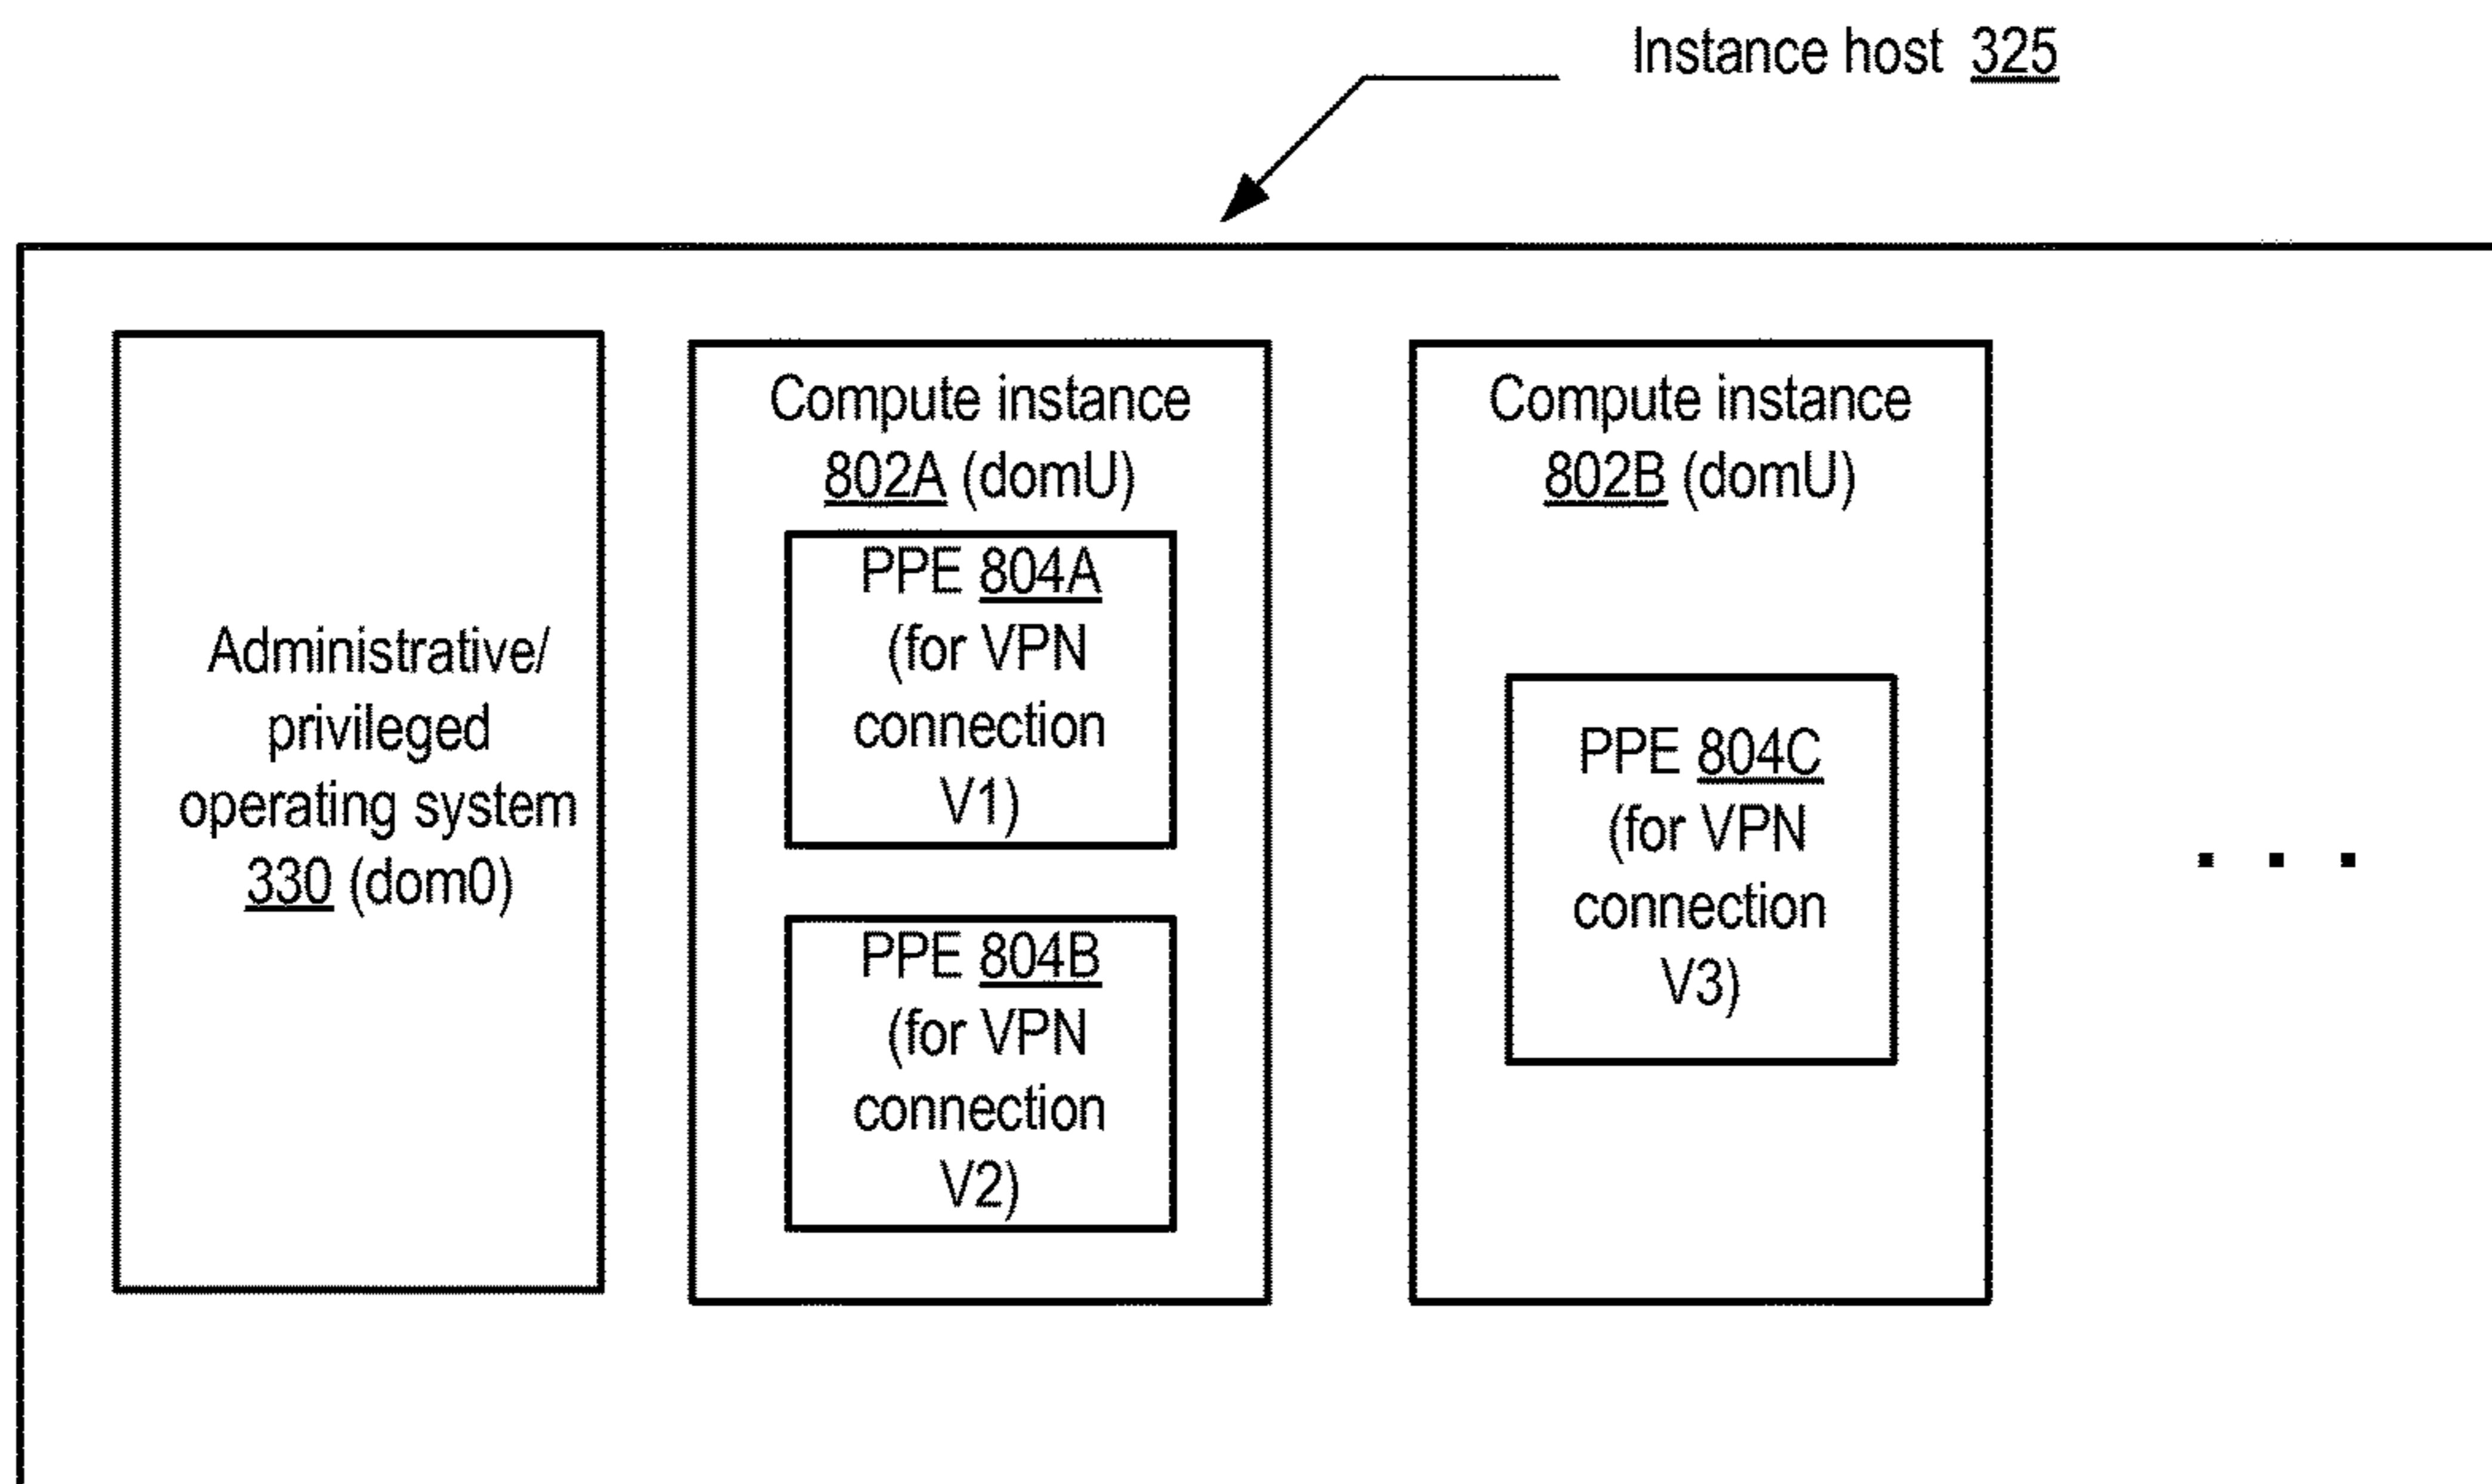 Instance host 325
Administrative/
privileged
operating system
330 (dom0)
Compute instance
802A (domU)
PPE 804A
(for VPN
connection
V1)
PPE 804B
(for VPN
connection
V2)
Compute instance
802B (domU)
PPE 804C
(for VPN
connection
V3)
. . .